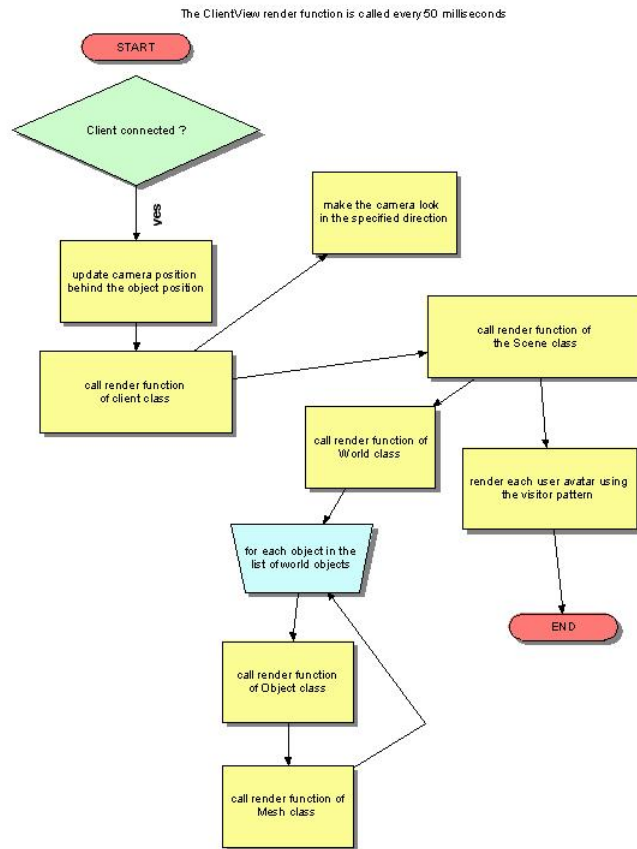 The ClientView render function is called every 50 milliseconds
START
Client connected ?
yes
make the camera look
in the specified direction
update camera position
behind the object position
call render function of
the Scene class
call render function
of client class
call render function of
World class
render each user avatar using
the visitor pattern
for each object in the
list of world objects
END
call render function
of Object class
call render function of
Mesh class